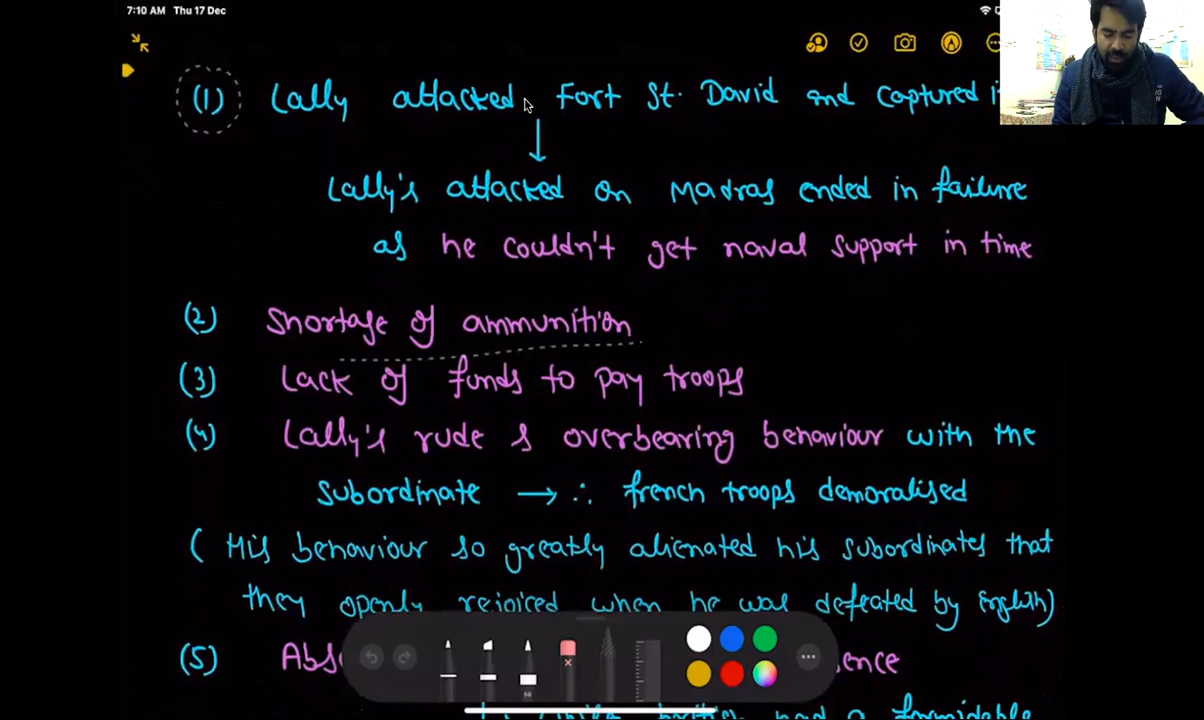 7:10 AM Thu 17 Dec
(1) Lally attacked Fort St. David and captured
Lally's attacked on Madras ended in failure
as he couldn't get naval support in time
(2) Shortage of ammunition
(3) Lack of funds to pay troops
(4) Lally's rude & overbearing behaviour with the
subordinate → ∴ french troops demoralised
( His behaviour so greatly alienated his subordinates that
they openly rejoiced when he was defeated by English)
(5)
had a formidable